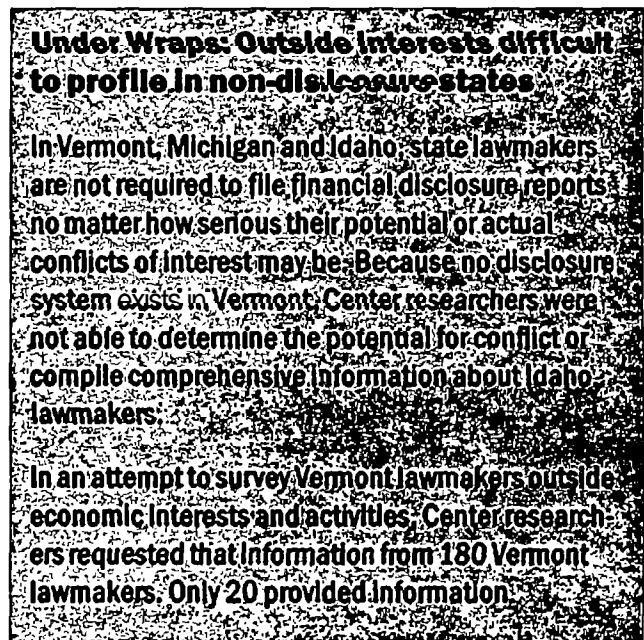 Under Wraps: Outside interests difficult
to profile in non-disclosure states
In Vermont, Michigan and Idaho, state lawmakers
are not required to file financial disclosure reports
no matter how serious their potential or actual
conflicts of interest may be. Because no disclosure
system exists in Vermont, Center researchers were
not able to determine the potential for conflict or
compile comprehensive information about Idaho
lawmakers.
In an attempt to survey Vermont lawmakers outside
economic interests and activities, Center research-
ers requested that information from 180 Vermont
lawmakers. Only 20 provided information.